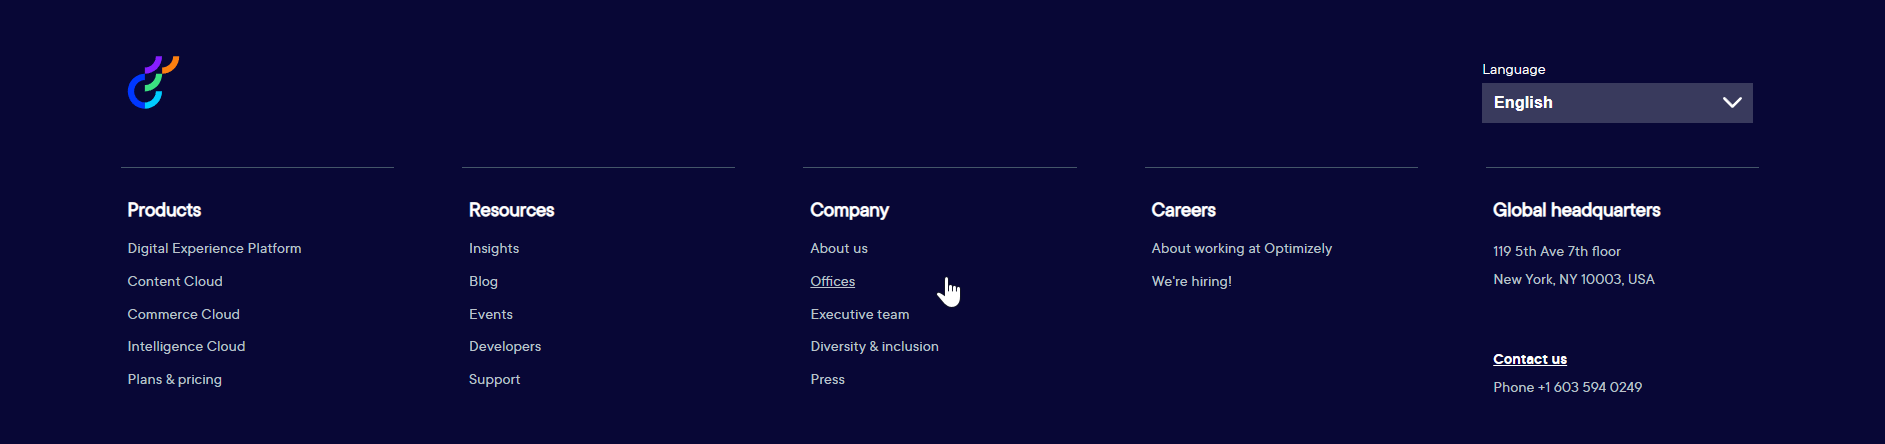 Language
English
Products
Digital Experience Platform
Content Cloud
Commerce Cloud
Intelligence Cloud
Plans & pricing
Resources
Insights
Blog
Events
Developers
Support
Company
About us
Offices
Executive team
Diversity & inclusion
Press
Careers
About working at Optimizely
We're hiring!
Global headquarters
119 5th Ave 7th floor
New York, NY 10003, USA
Contact us
Phone +1 603 594 0249